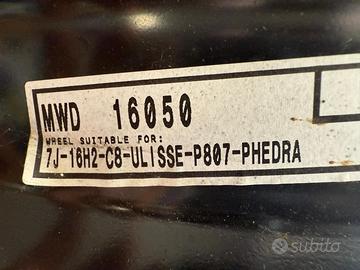 MWD 16050
WHEEL SUITABLE FOR:
7J-16H2-C8-ULISSE-P807-PHEDRA
subito